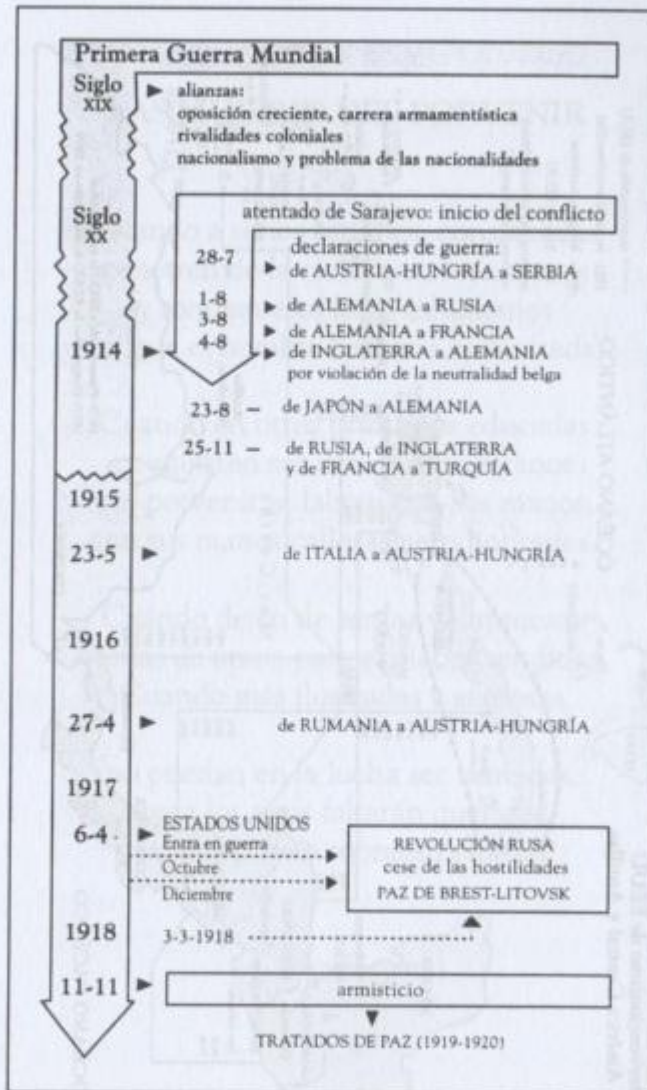 Primera Guerra Mundial
Siglo
XIX
alianzas:
oposición creciente, carrera armamentística
rivalidades coloniales
nacionalismo y problema de las nacionalidades
Siglo
XX
atentado de Sarajevo: inicio del conflicto
declaraciones de guerra:
28-7
de AUSTRIA-HUNGRÍA a SERBIA
1-8
de ALEMANIA a RUSIA
3-8
de ALEMANIA a FRANCIA
4-8
1914
de INGLATERRA a ALEMANIA
por violación de la neutralidad belga
23-8 – de JAPÓN a ALEMANIA
25-11 – de RUSIA, de INGLATERRA
y de FRANCIA a TURQUÍA
1915
23-5
de ITALIA a AUSTRIA-HUNGRÍA
1916
27-4
de RUMANIA a AUSTRIA-HUNGRÍA
1917
6-4
ESTADOS UNIDOS
Entra en guerra
Octubre
Diciembre
REVOLUCIÓN RUSA
cese de las hostilidades
PAZ DE BREST-LITOVSK
1918
3-3-1918
11-11
armisticio
TRATADOS DE PAZ (1919-1920)